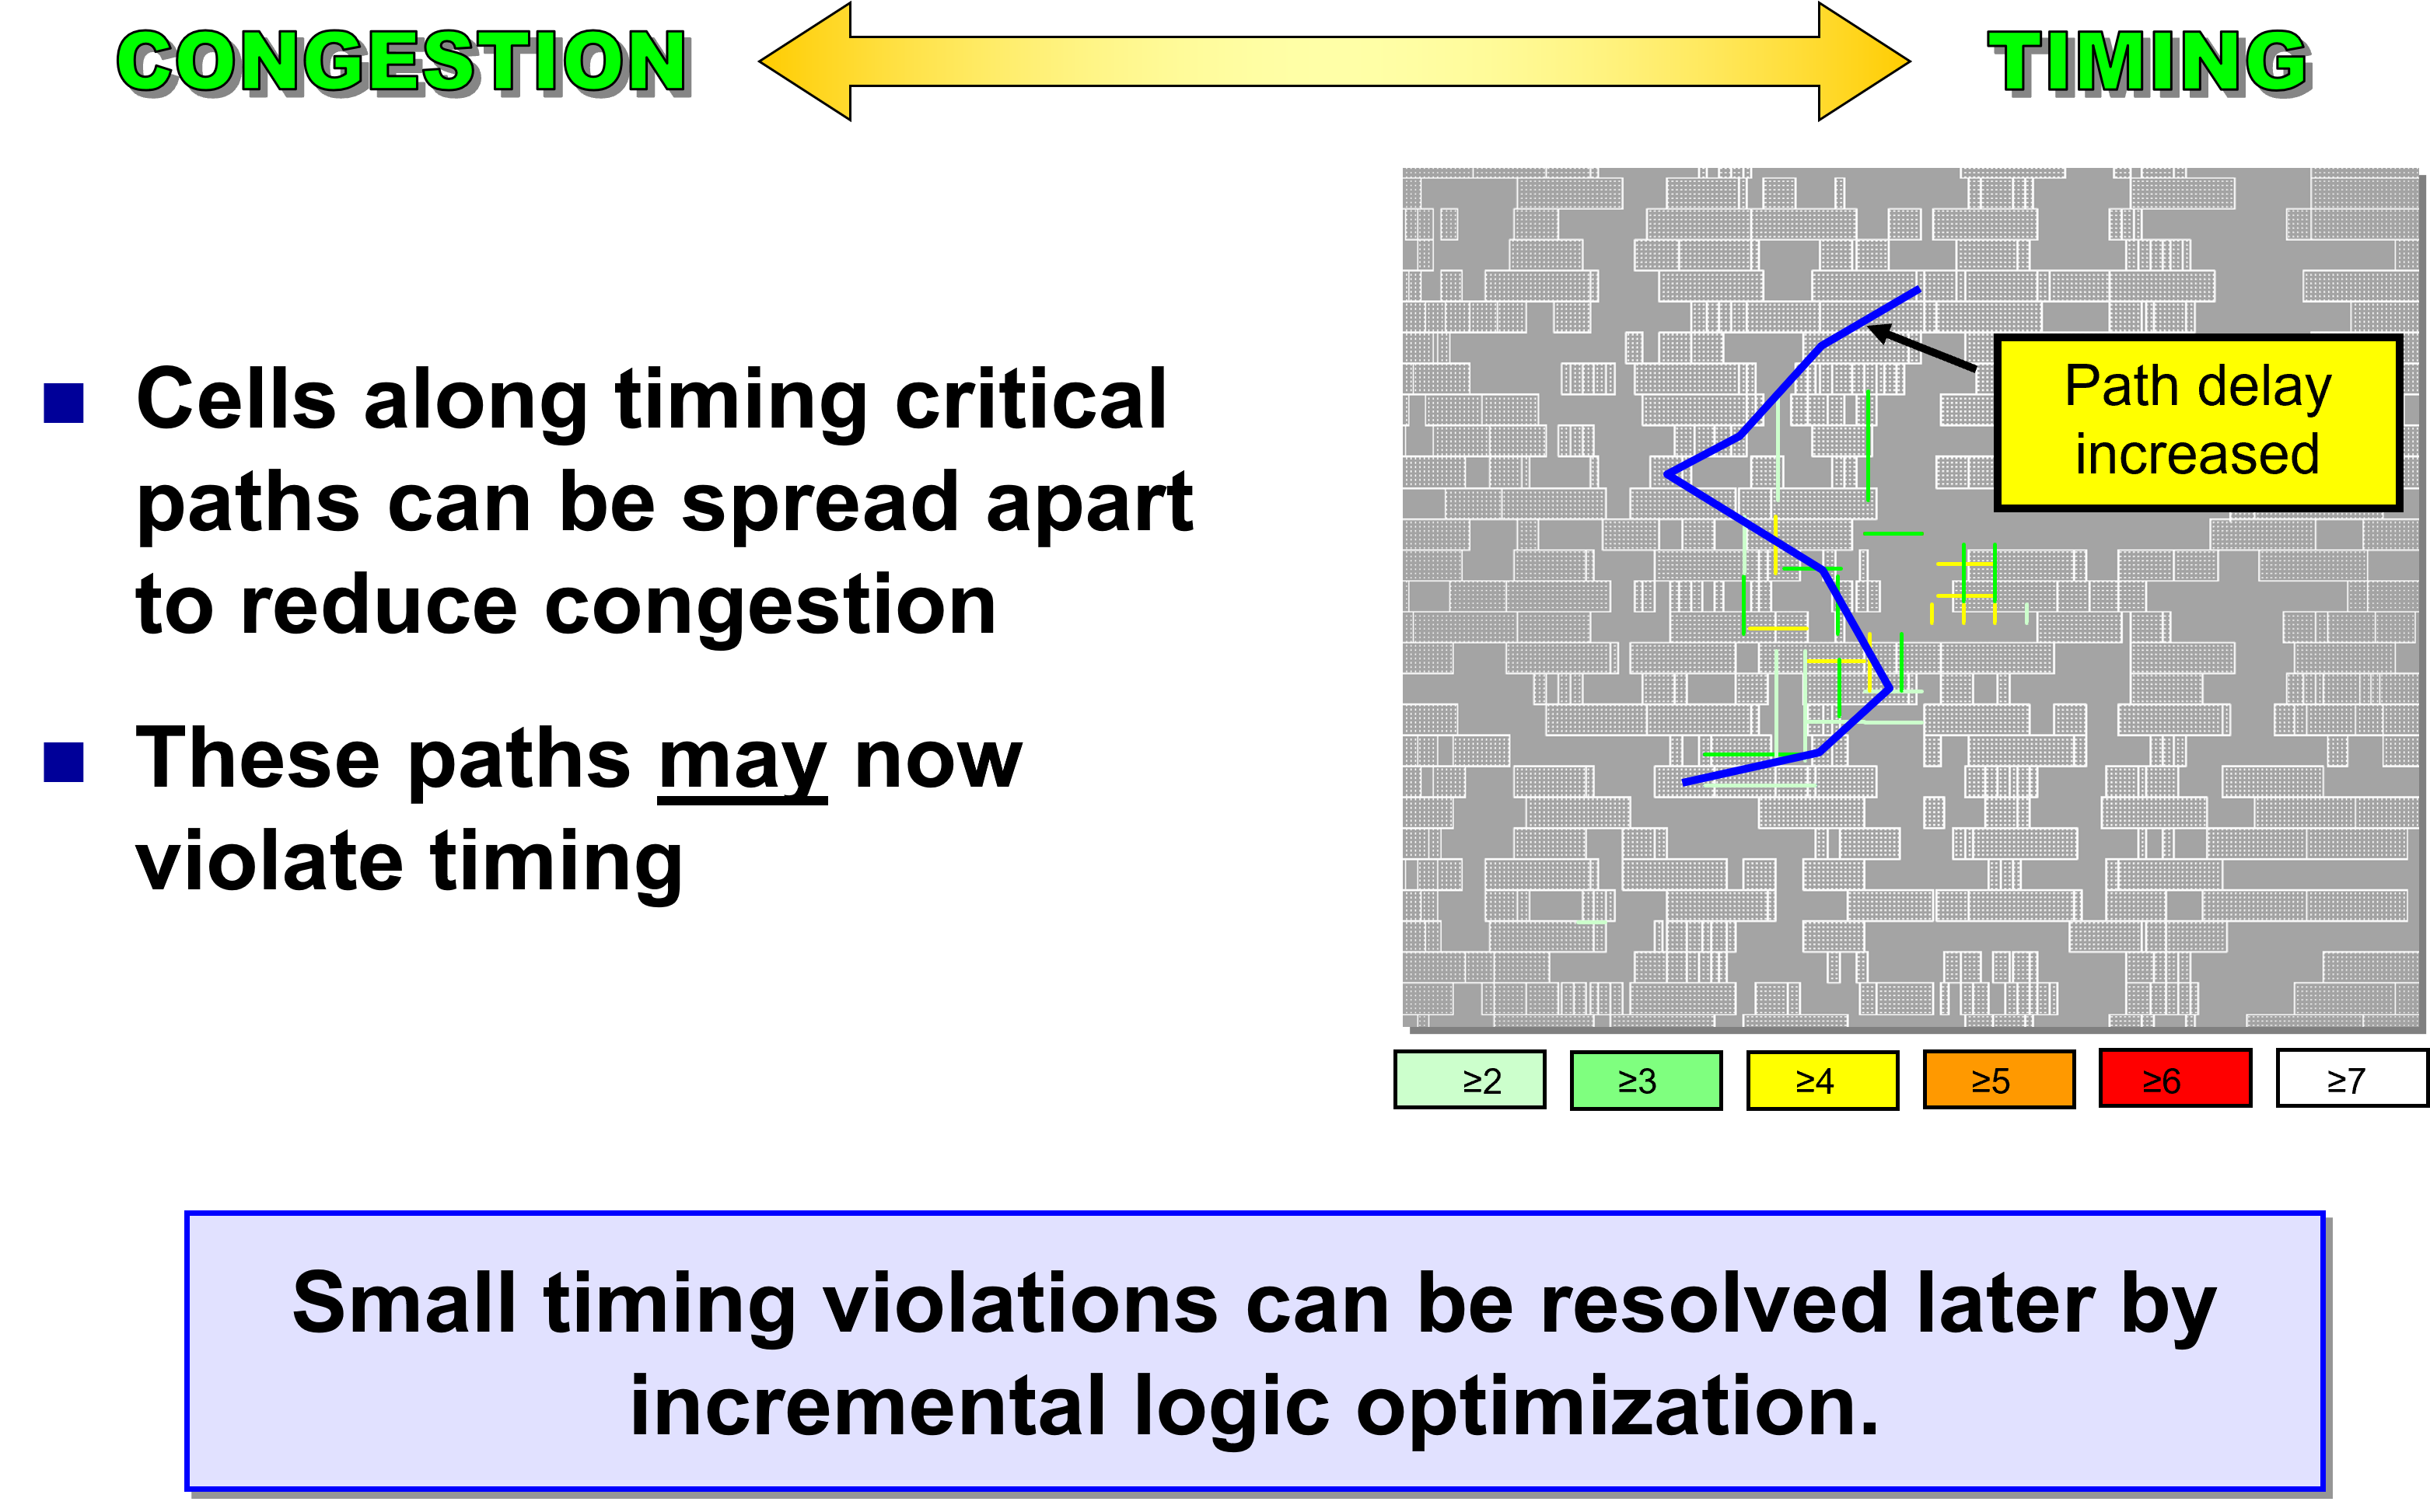 CONGESTION
TIMING
Cells along timing critical
paths can be spread apart
to reduce congestion
These paths may now
violate timing
Path delay
increased
≥2
≥3
≥4
≥5
≥6
≥7
Small timing violations can be resolved later by
incremental logic optimization.